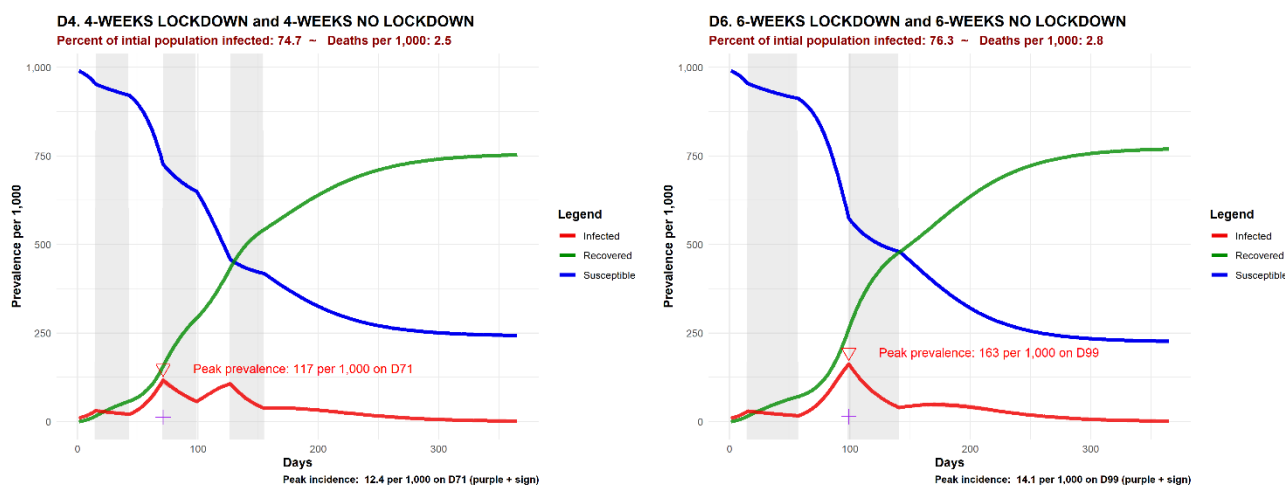 D4. 4-WEEKS LOCKDOWN and 4-WEEKS NO LOCKDOWN
Percent of intial population infected: 74.7 ~ Deaths per 1,000: 2.5
1,000
750
500
250
0
Prevalence per 1,000
Peak prevalence: 117 per 1,000 on D71
0 100 200 300
Days
Peak incidence: 12.4 per 1,000 on D71 (purple + sign)
Legend
Infected
Recovered
Susceptible
D6. 6-WEEKS LOCKDOWN and 6-WEEKS NO LOCKDOWN
Percent of intial population infected: 76.3 ~ Deaths per 1,000: 2.8
1,000
750
500
250
0
Prevalence per 1,000
Peak prevalence: 163 per 1,000 on D99
0 100 200 300
Days
Peak incidence: 14.1 per 1,000 on D99 (purple + sign)
Legend
Infected
Recovered
Susceptible